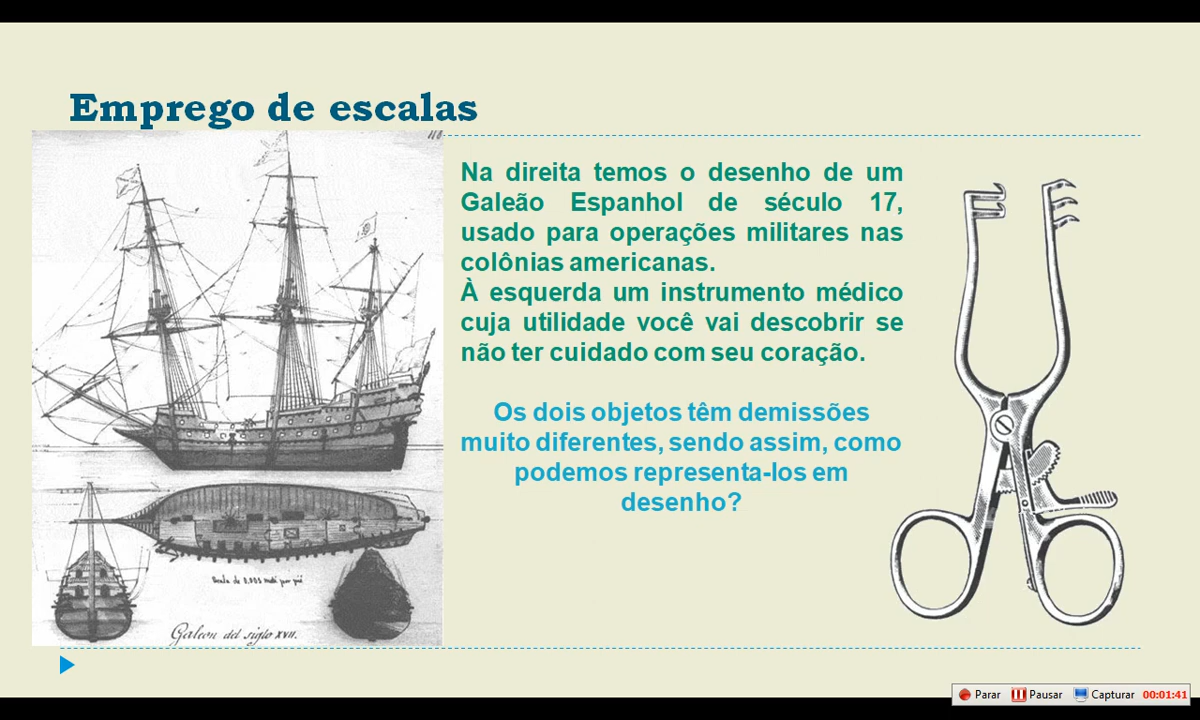 Emprego de escalas
Na direita temos o desenho de um
Galeão Espanhol de século 17,
usado para operações militares nas
colônias americanas.
À esquerda um instrumento médico
cuja utilidade você vai descobrir se
não ter cuidado com seu coração.
Os dois objetos têm demissões
muito diferentes, sendo assim, como
podemos representa-los em
desenho?
Galeon del siglo XVII.
Parar Pausar Capturar 00:01:41